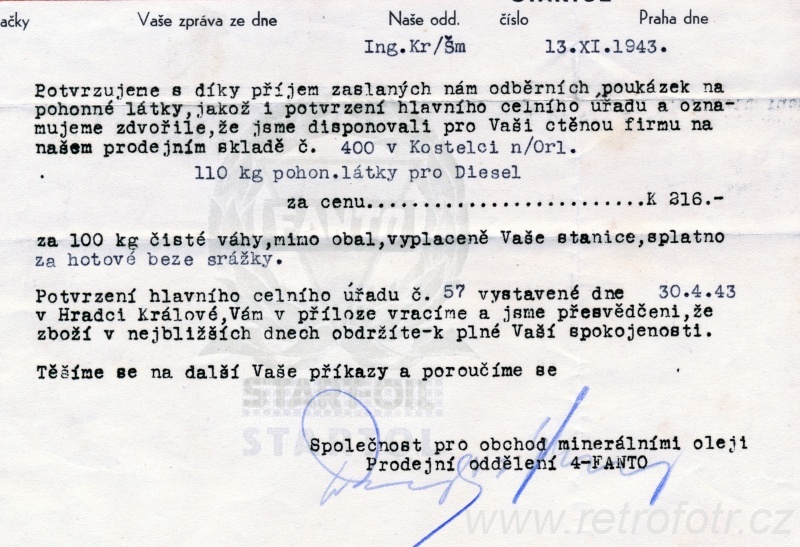 ačky Vaše zpráva ze dne Naše odd. číslo Praha dne
Ing.Kr/Šm 13.XI.1943.
Potvrzujeme s díky příjem zaslaných nám odběrních poukázek na
pohonné látky,jakož i potvrzení hlavního celního úřadu a ozna-
mujeme zdvořile,že jsme disponovali pro Vaši ctěnou firmu na
našem prodejním skladě č. 400 v Kostelci n/Orl.
110 kg pohon.látky pro Diesel
za cenu..........................K 216.-
za 100 kg čisté váhy,mimo obal,vyplaceně Vaše stanice,splatno
za hotové beze srážky.
Potvrzení hlavního celního úřadu č. 57 vystavené dne 30.4.43
v Hradci Králové,Vám v příloze vracíme a jsme přesvědčeni,že
zboží v nejbližších dnech obdržíte-k plné Vaší spokojenosti.
Těšíme se na další Vaše příkazy a poroučíme se
FANTO
START-OIL
STARTOL
Společnost pro obchod minerálními oleji
Prodejní oddělení 4-FANTO
www.retrofotr.cz